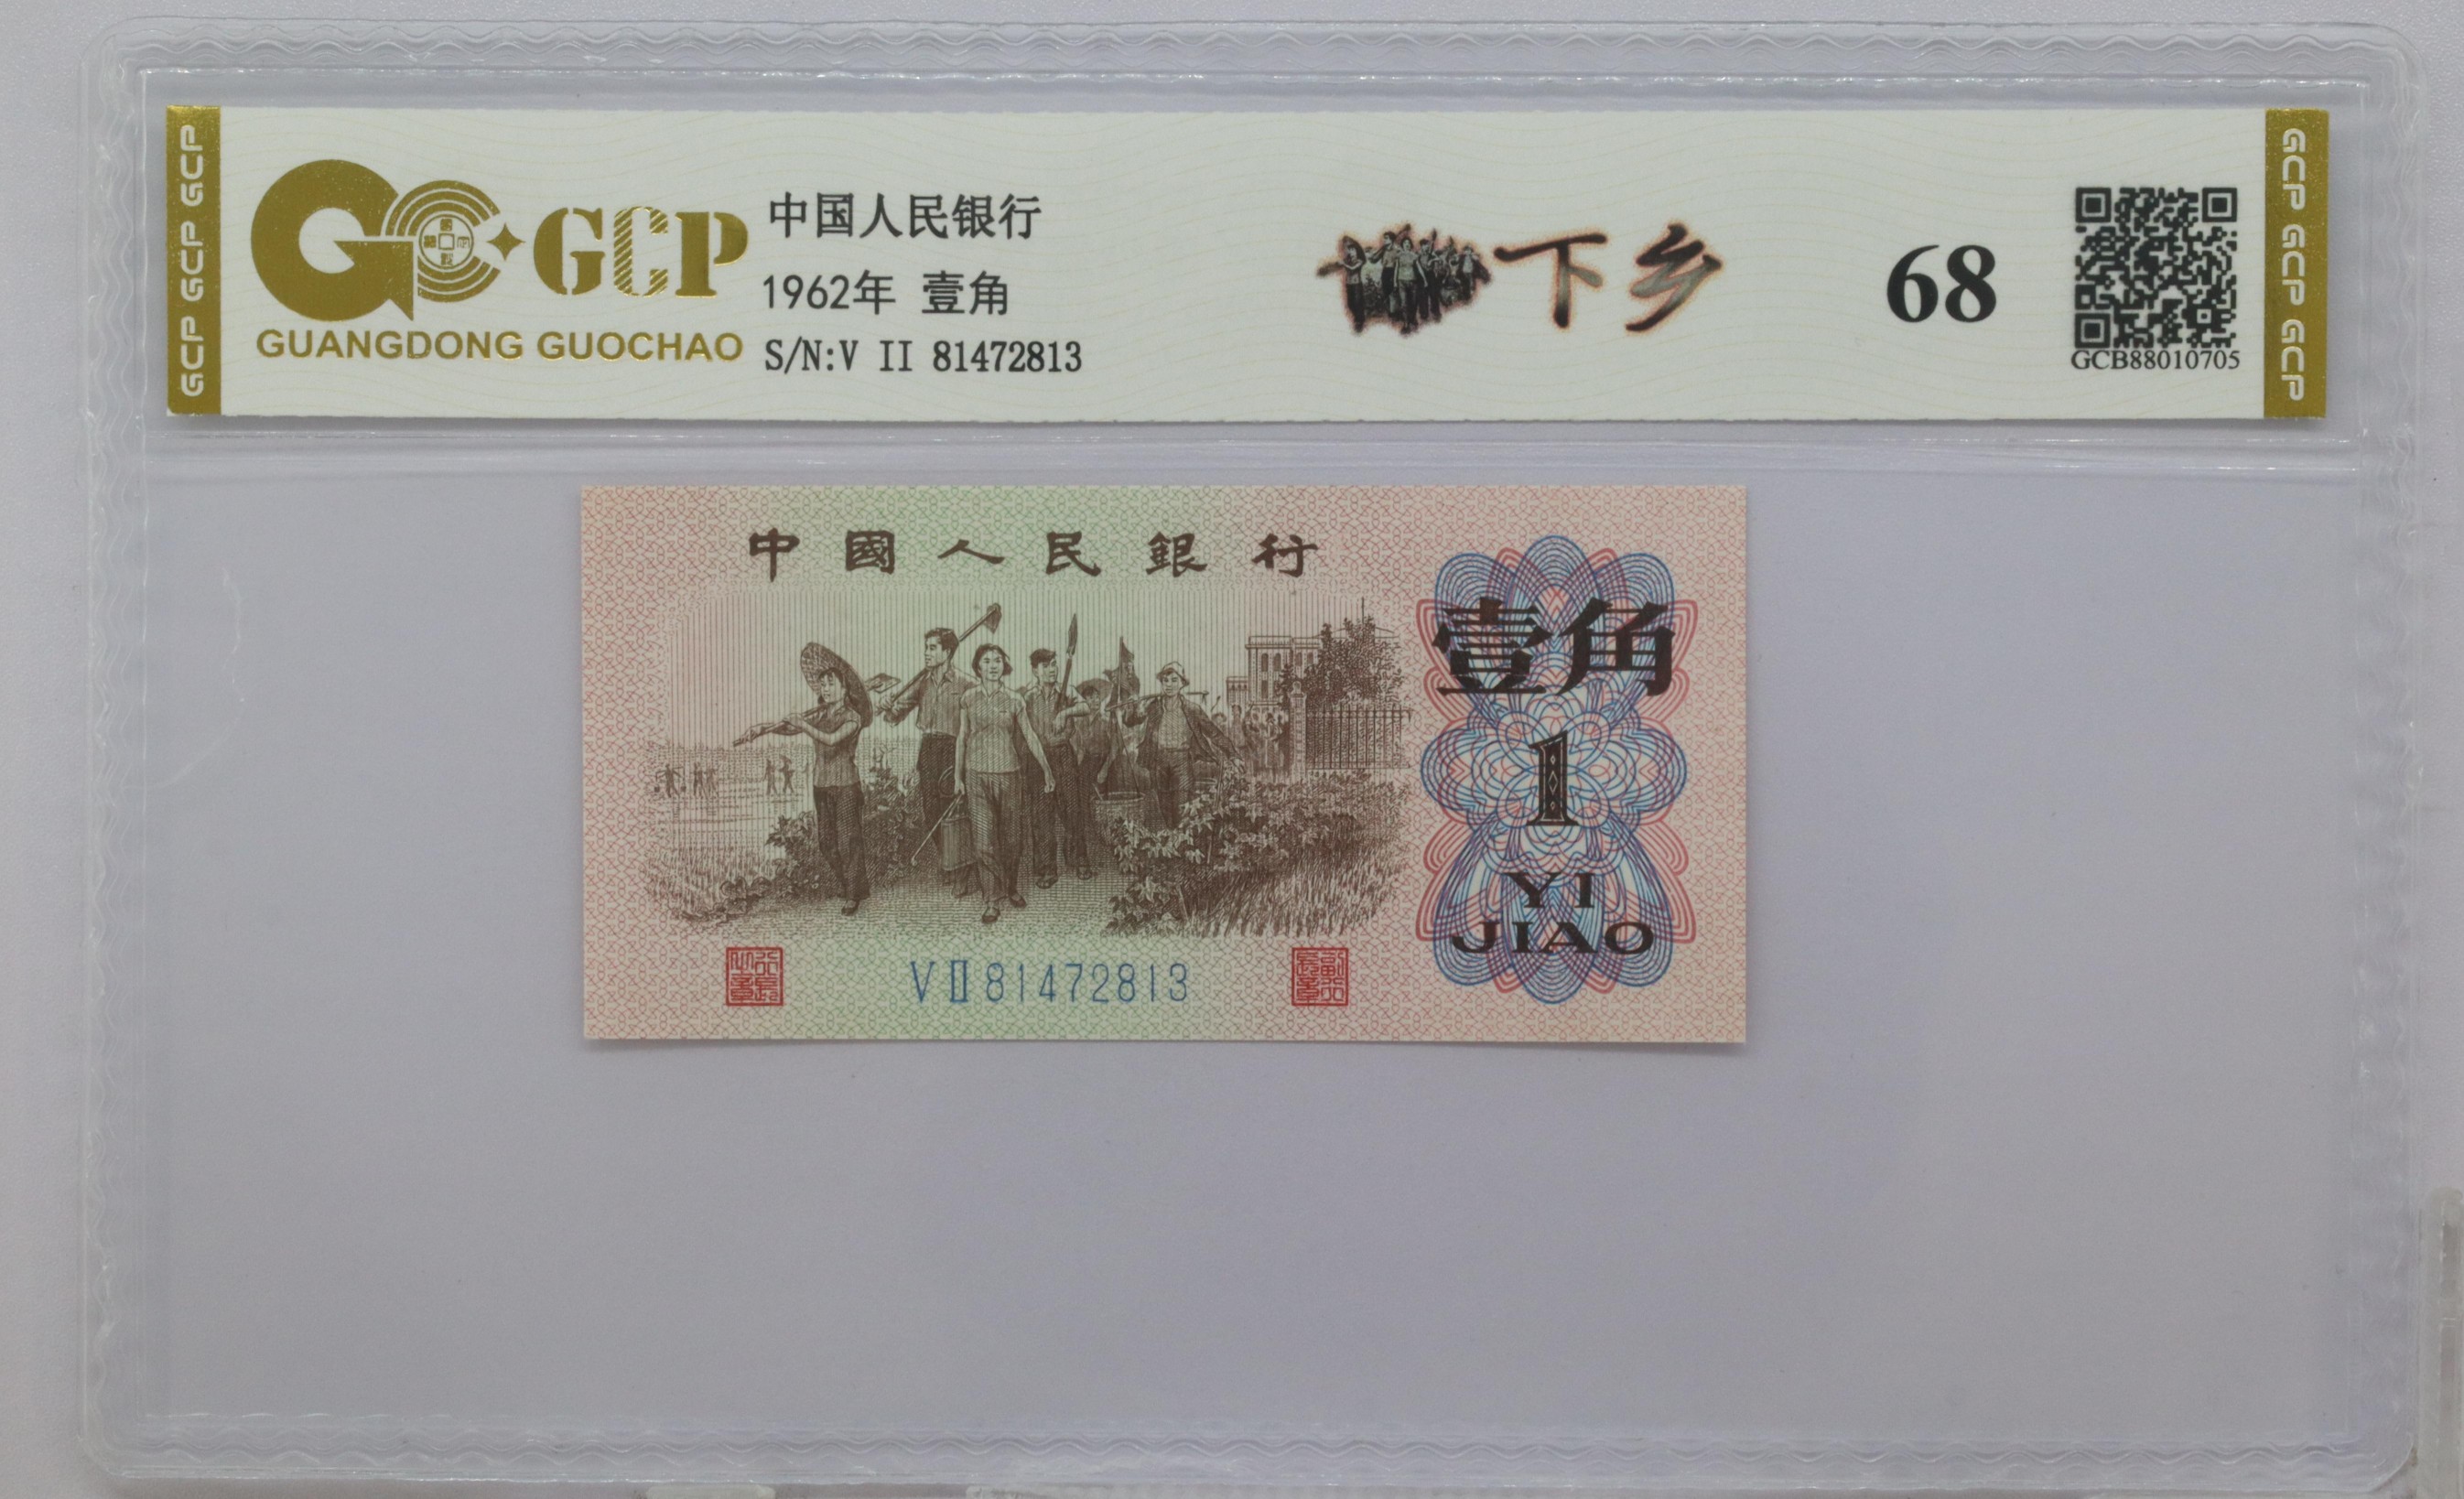 GCP GCP GCP
GCP
GUANGDONG GUOCHAO
中国人民银行
1962年 壹角
S/N:V II 81472813
下乡
68
GCB88010705
GCP GCP GCP
中國人民銀行
壹角
1
YI
JIAO
V II 81472813